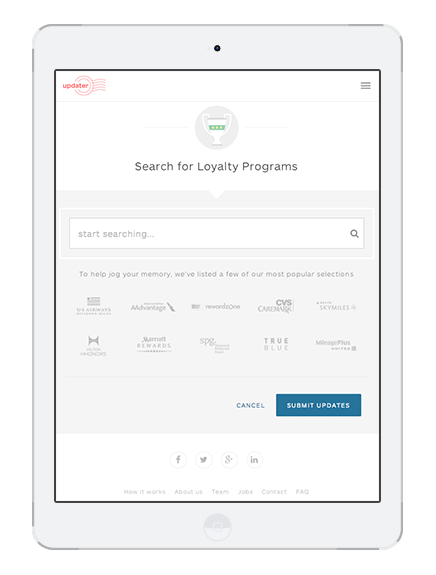 updater
Search for Loyalty Programs
start searching...
To help jog your memory, we've listed a few of our most popular selections
US AIRWAYS
AAdvantage
rewardzone
CVS
CAREMARK
SKYMILES
HILTON
HHONORS
Marriott
REWARDS
spg
TRUE
BLUE
MileagePlus
UNITED
CANCEL
SUBMIT UPDATES
f
g+
in
How it works About us Team Jobs Contact FAQ